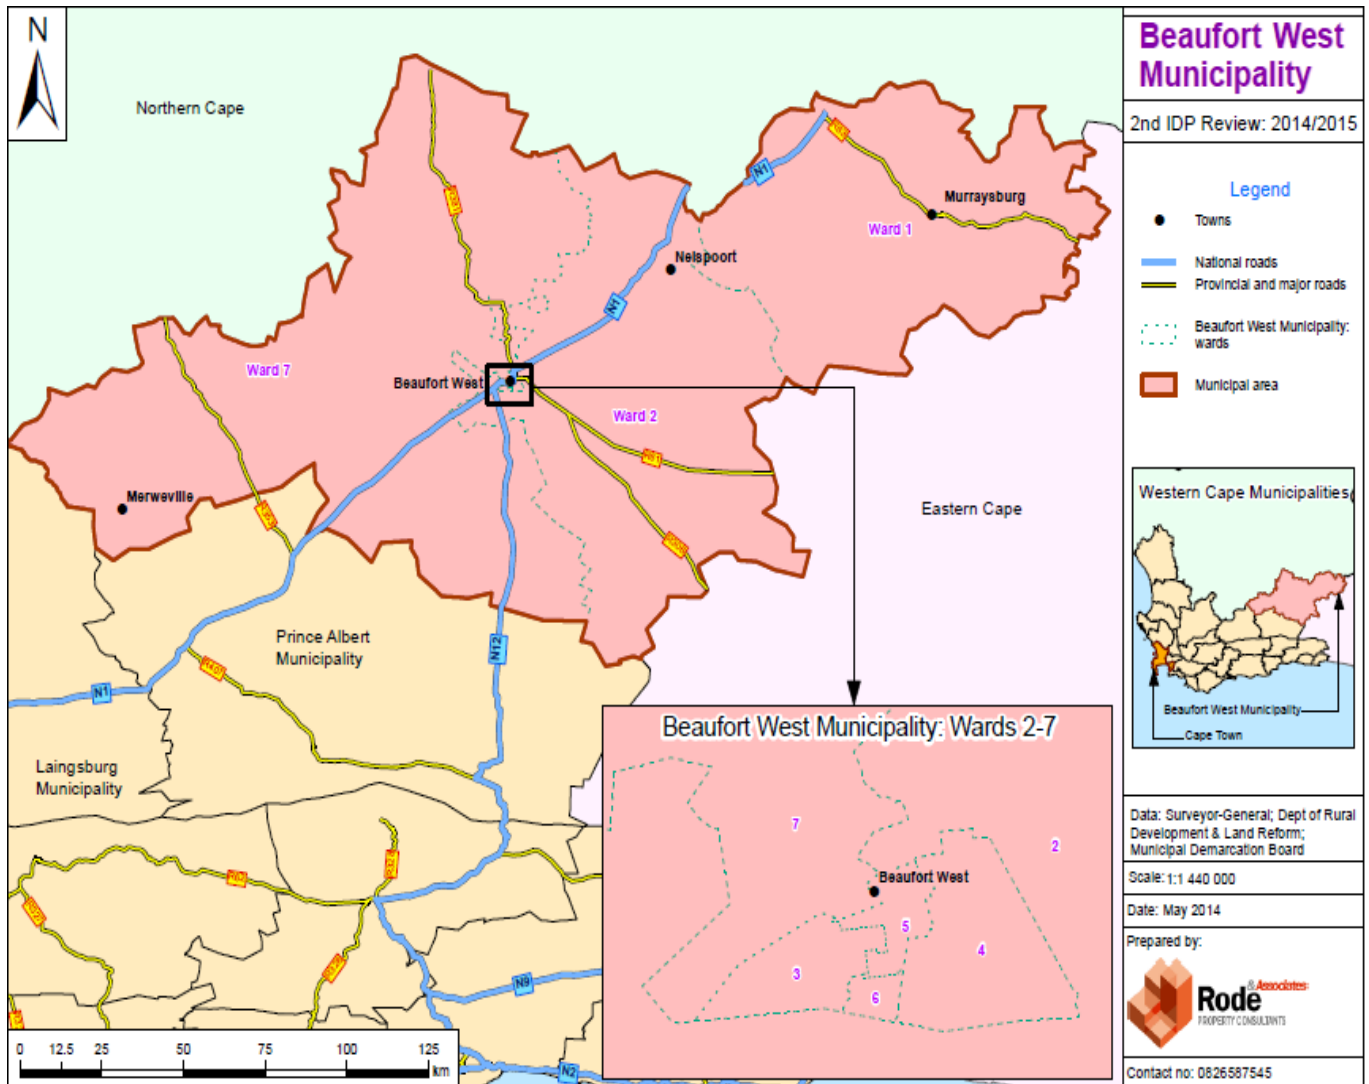 N
Northern Cape
Beaufort West
Municipality
2nd IDP Review: 2014/2015
Legend
Towns
National roads
Provincial and major roads
Beaufort West Municipality:
wards
Municipal area
N1
Murraysburg
Ward 1
Nelspoort
N1
Ward 7
Beaufort West
Ward 2
Merweville
Eastern Cape
Western Cape Municipalities
Beaufort West Municipality
Cape Town
Prince Albert
Municipality
N12
N1
Laingsburg
Municipality
Beaufort West Municipality: Wards 2-7
7
2
Beaufort West
5
4
3
6
N9
N2
0 12.5 25 50 75 100 125
km
Data: Surveyor-General; Dept of Rural
Development & Land Reform;
Municipal Demarcation Board
Scale: 1:1 440 000
Date: May 2014
Prepared by:
& Associates
Rode
PROPERTY CONSULTANTS
Contact no: 0826587545